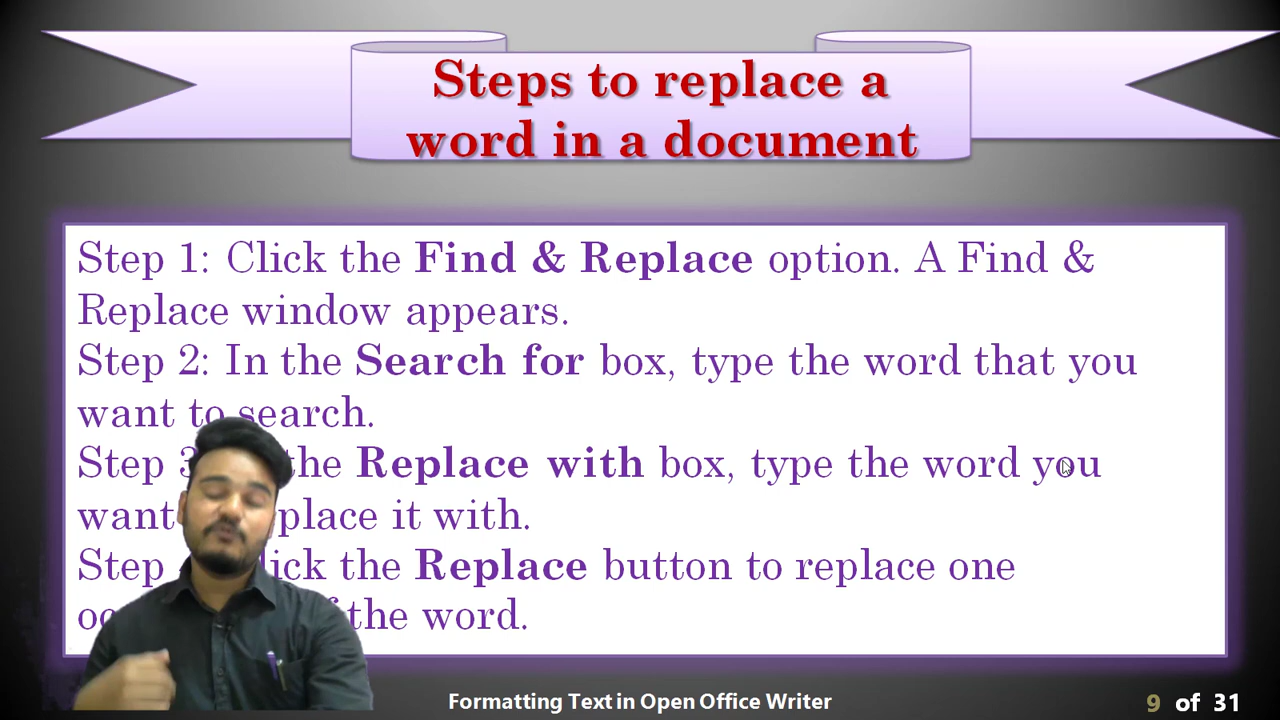 Steps to replace a
word in a document
Step 1: Click the Find & Replace option. A Find &
Replace window appears.
Step 2: In the Search for box, type the word that you
want to search.
Step 3 the Replace with box, type the word you
want place it with.
Step lick the Replace button to replace one
oc f the word.
Formatting Text in Open Office Writer
9 of 31